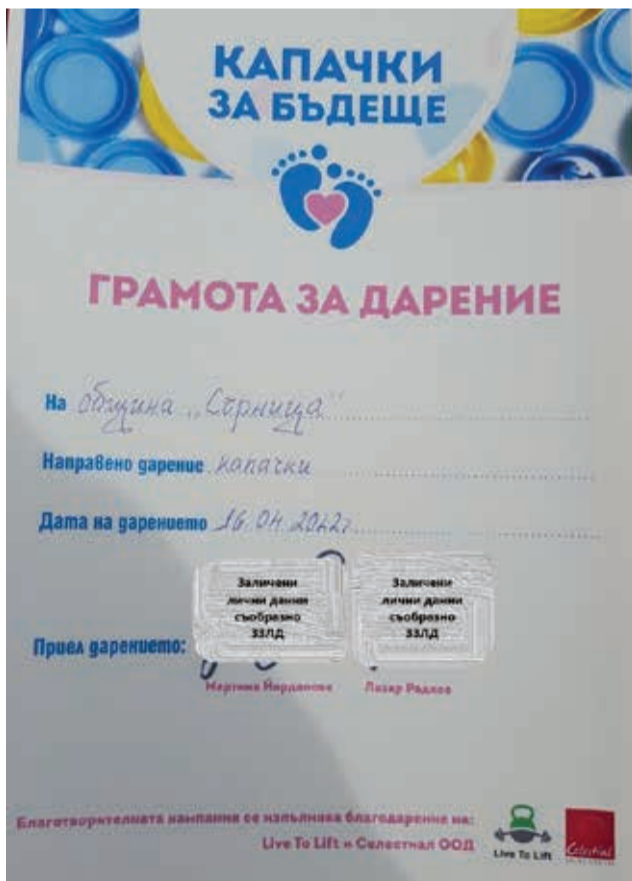 КАПАЧКИ
ЗА БЪДЕЩЕ
ГРАМОТА ЗА ДАРЕНИЕ
На община „Сърница"
Направено дарение капачки
Дата на дарението 16.04.2022г
Заличени
лични данни
съобразно
ЗЗЛД
Заличени
лични данни
съобразно
ЗЗЛД
Приел дарението:
Мартина Йорданова
Лазар Радков
Благотворителната кампания се изпълнява благодарение на:
Live To Lift и Селестиал ООД
Live To Lift
Celestial